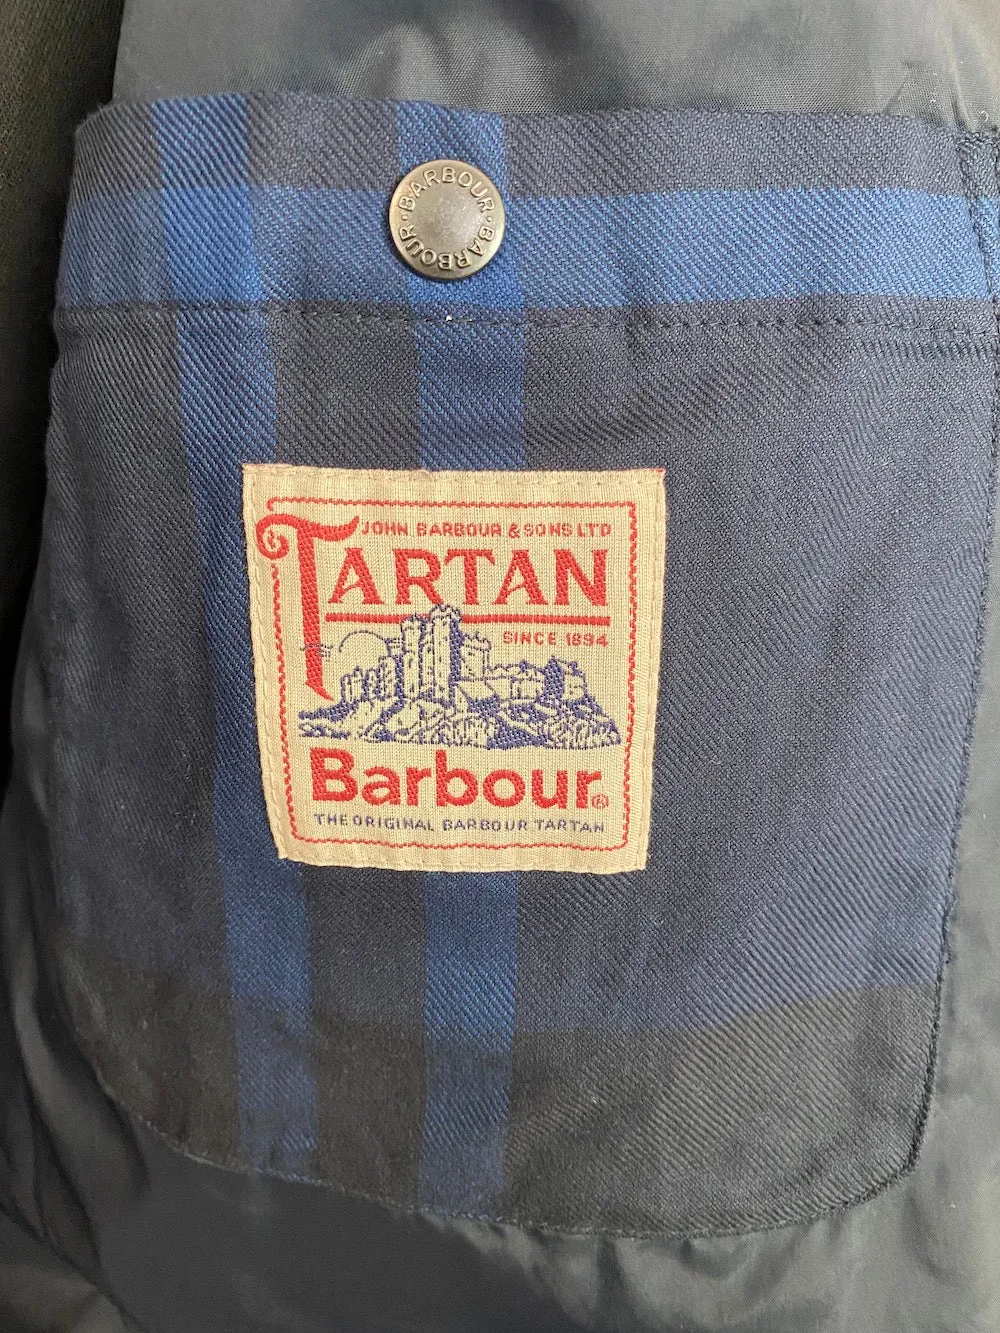 BARBOUR · BARBOUR ·
JOHN BARBOUR & SONS LTD
TARTAN
SINCE 1894
Barbour®
THE ORIGINAL BARBOUR TARTAN